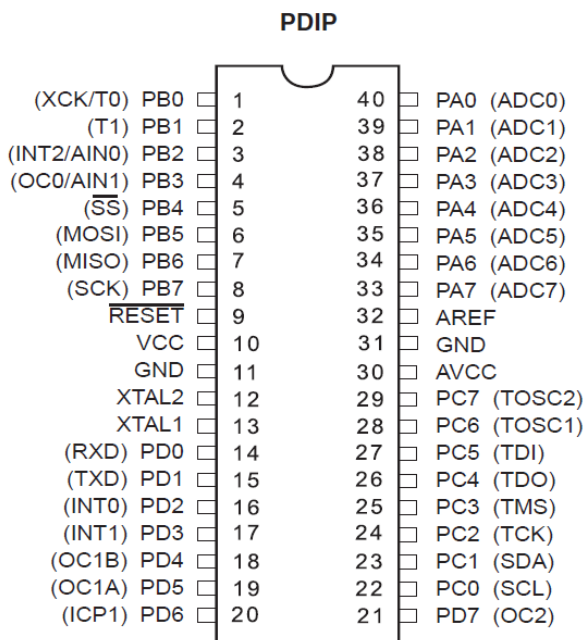 PDIP
(XCK/T0) PB0 1 40 PA0 (ADC0)
(T1) PB1 2 39 PA1 (ADC1)
(INT2/AIN0) PB2 3 38 PA2 (ADC2)
(OC0/AIN1) PB3 4 37 PA3 (ADC3)
(S̅S̅) PB4 5 36 PA4 (ADC4)
(MOSI) PB5 6 35 PA5 (ADC5)
(MISO) PB6 7 34 PA6 (ADC6)
(SCK) PB7 8 33 PA7 (ADC7)
R̅E̅S̅E̅T̅ 9 32 AREF
VCC 10 31 GND
GND 11 30 AVCC
XTAL2 12 29 PC7 (TOSC2)
XTAL1 13 28 PC6 (TOSC1)
(RXD) PD0 14 27 PC5 (TDI)
(TXD) PD1 15 26 PC4 (TDO)
(INT0) PD2 16 25 PC3 (TMS)
(INT1) PD3 17 24 PC2 (TCK)
(OC1B) PD4 18 23 PC1 (SDA)
(OC1A) PD5 19 22 PC0 (SCL)
(ICP1) PD6 20 21 PD7 (OC2)